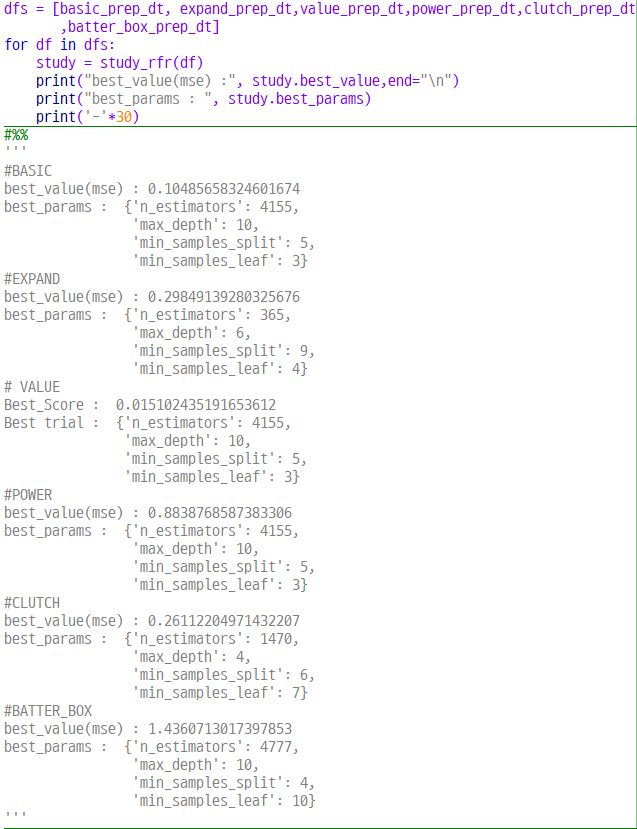 dfs = [basic_prep_dt, expand_prep_dt,value_prep_dt,power_prep_dt,clutch_prep_dt
       ,batter_box_prep_dt]
for df in dfs:
    study = study_rfr(df)
    print("best_value(mse) :", study.best_value,end="\n")
    print("best_params : ", study.best_params)
    print('-'*30)
#%%
'''
#BASIC
best_value(mse) : 0.10485658324601674
best_params :  {'n_estimators': 4155,
                'max_depth': 10,
                'min_samples_split': 5,
                'min_samples_leaf': 3}
#EXPAND
best_value(mse) : 0.29849139280325676
best_params :  {'n_estimators': 365,
                'max_depth': 6,
                'min_samples_split': 9,
                'min_samples_leaf': 4}
# VALUE
Best_Score :  0.015102435191653612
Best trial :  {'n_estimators': 4155,
               'max_depth': 10,
               'min_samples_split': 5,
               'min_samples_leaf': 3}
#POWER
best_value(mse) : 0.8838768587383306
best_params :  {'n_estimators': 4155,
                'max_depth': 10,
                'min_samples_split': 5,
                'min_samples_leaf': 3}
#CLUTCH
best_value(mse) : 0.26112204971432207
best_params :  {'n_estimators': 1470,
                'max_depth': 4,
                'min_samples_split': 6,
                'min_samples_leaf': 7}
#BATTER_BOX
best_value(mse) : 1.4360713017397853
best_params :  {'n_estimators': 4777,
                'max_depth': 10,
                'min_samples_split': 4,
                'min_samples_leaf': 10}
'''